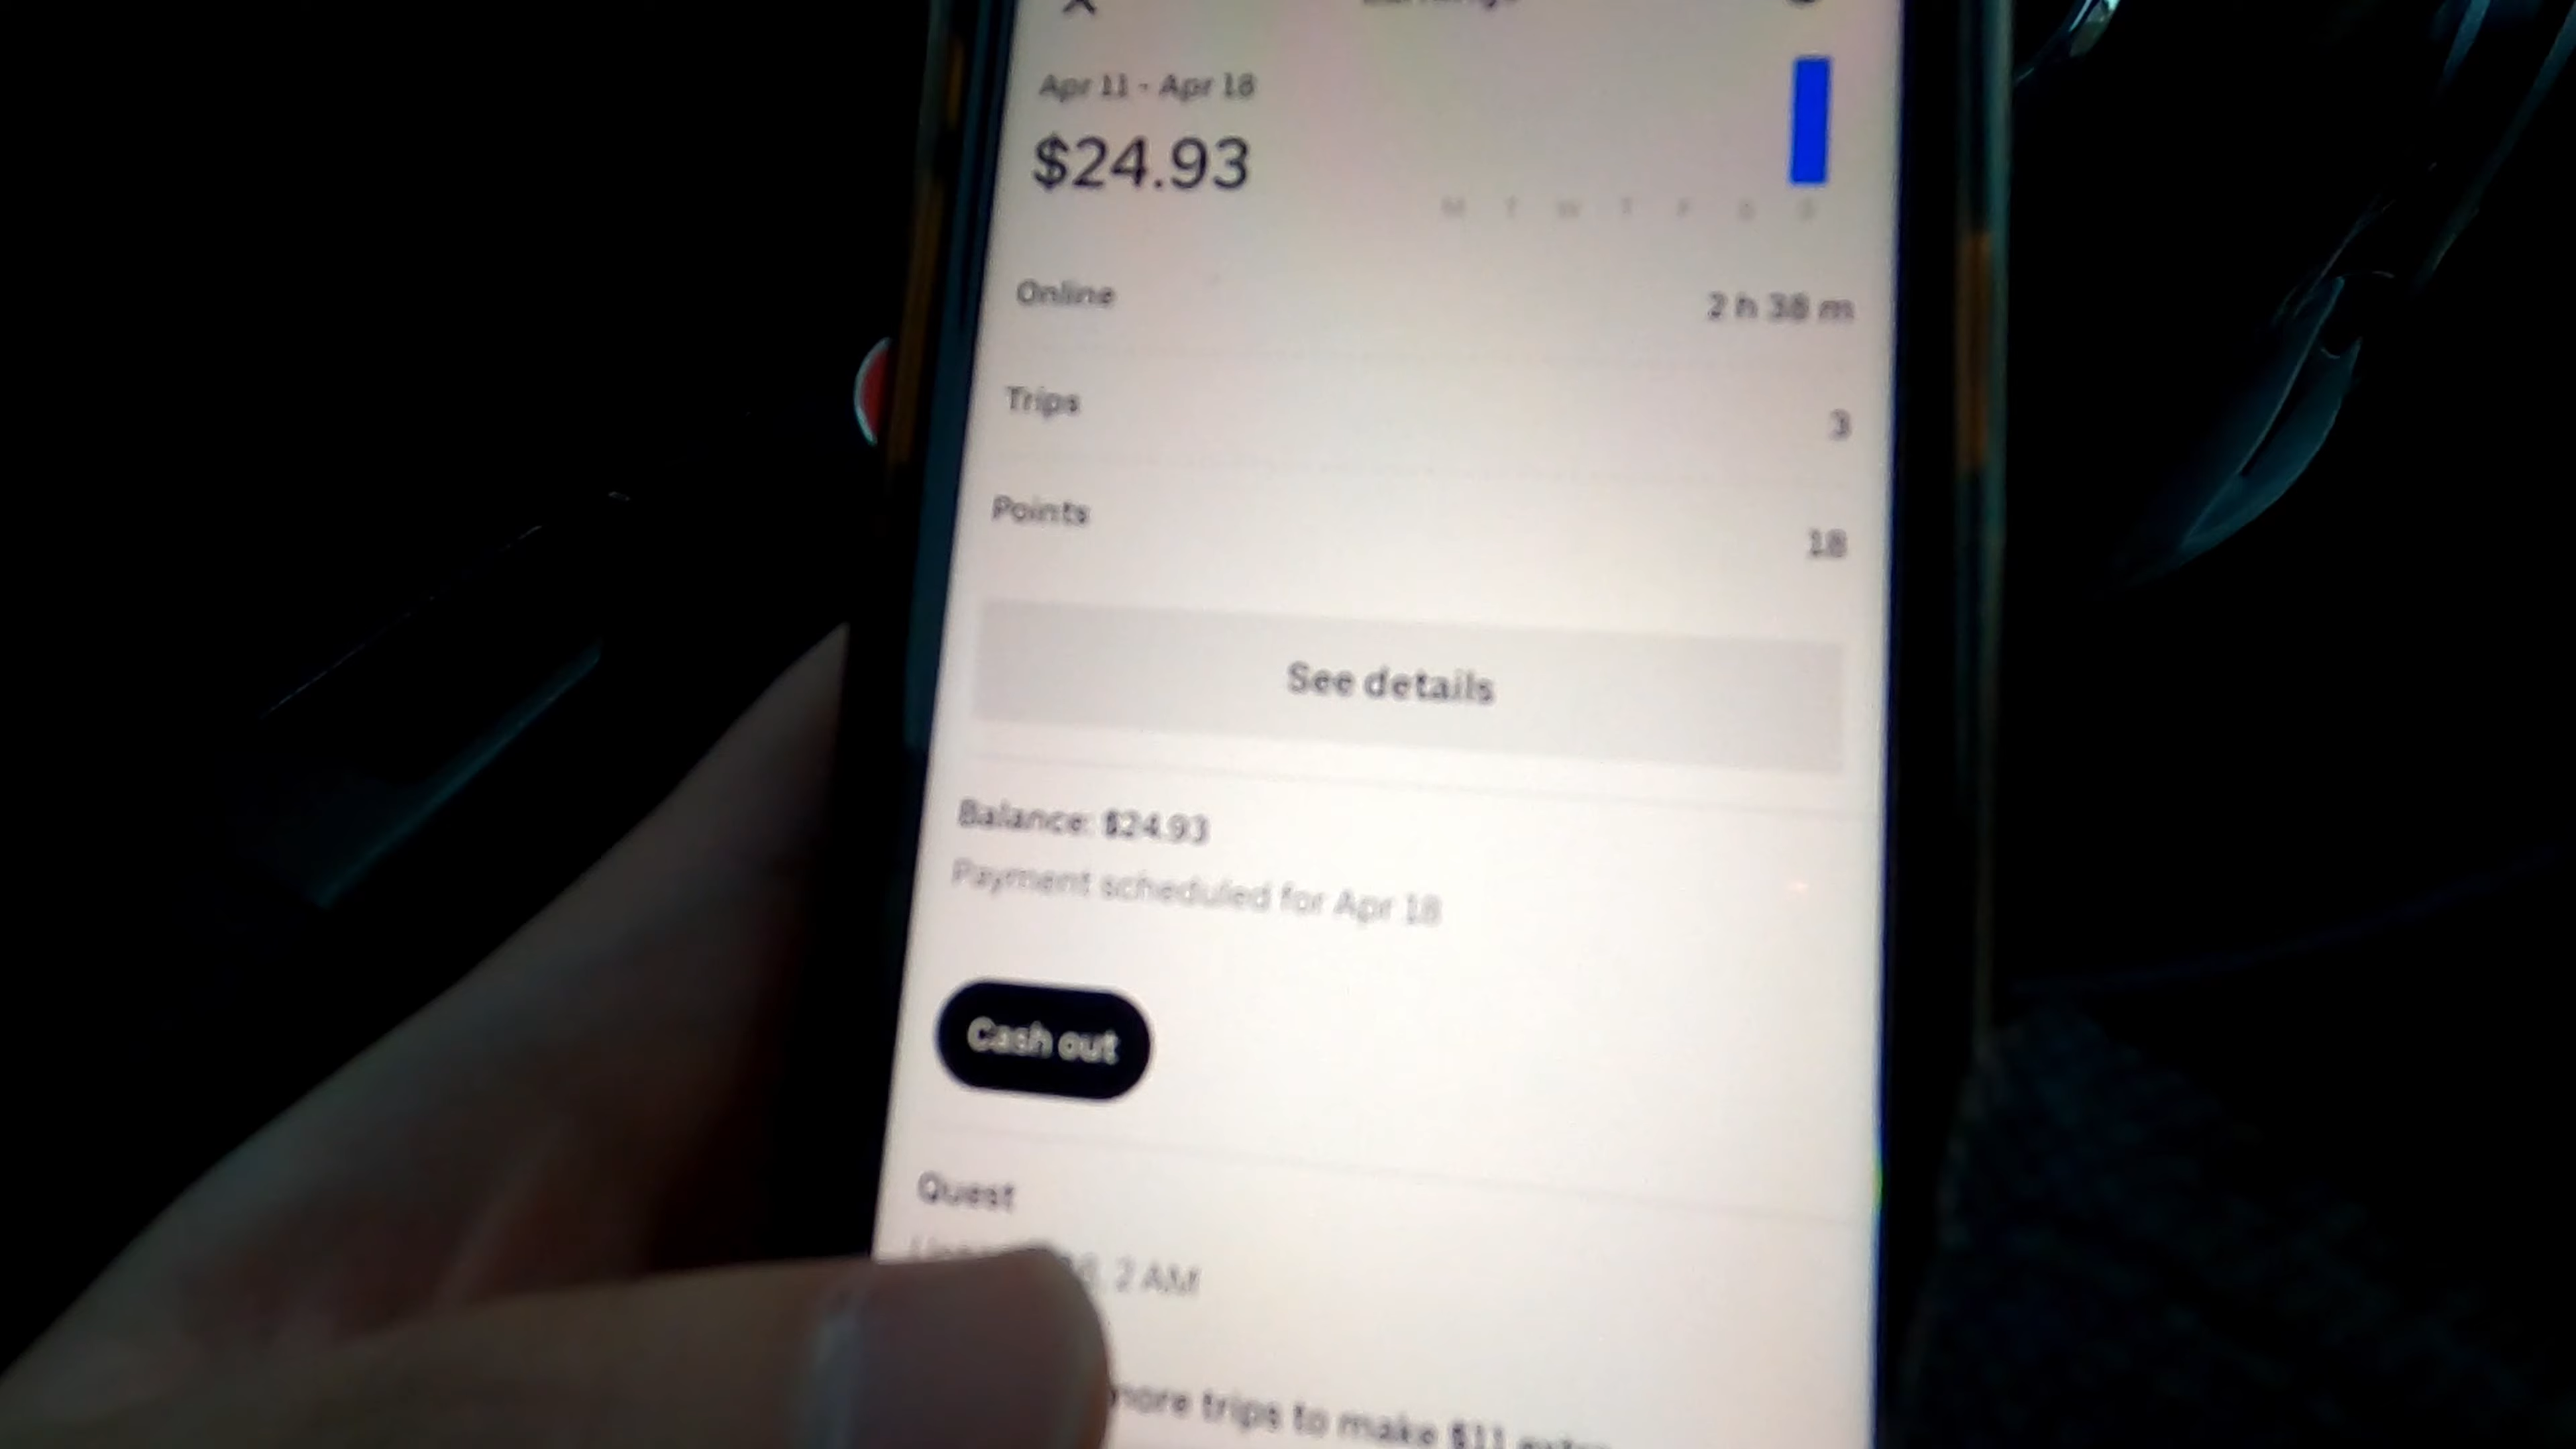 Apr 11 - Apr 18
$24.93
M T W T F S S
Online 2 h 38 m
Trips 3
Points 18
See details
Balance: $24.93
Payment scheduled for Apr 18
Cash out
Quest
2 AM
more trips to make $11 extra